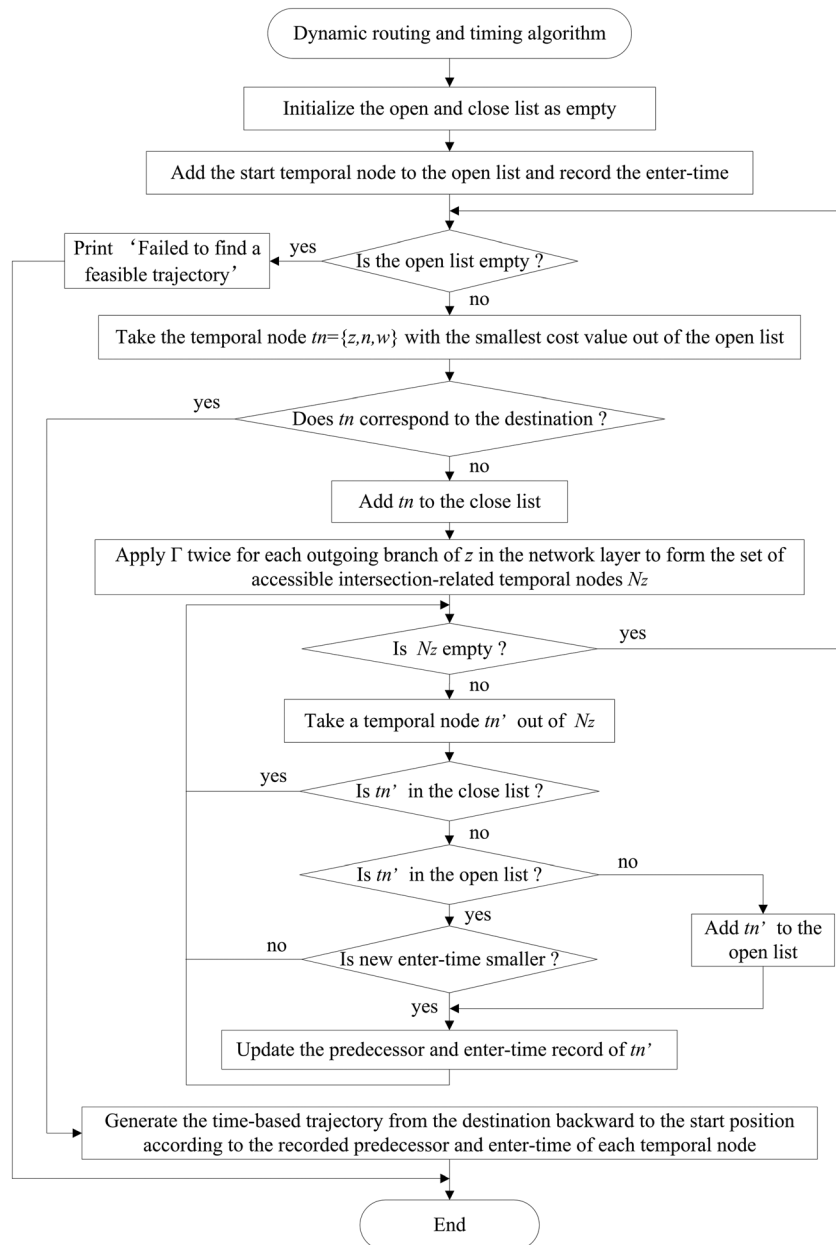 Dynamic routing and timing algorithm
Initialize the open and close list as empty
Add the start temporal node to the open list and record the enter-time
Print ‘Failed to find a
feasible trajectory’
yes
Is the open list empty ?
no
Take the temporal node tn={z,n,w} with the smallest cost value out of the open list
yes
Does tn correspond to the destination ?
no
Add tn to the close list
Apply Γ twice for each outgoing branch of z in the network layer to form the set of
accessible intersection-related temporal nodes Nz
Is Nz empty ?
yes
no
Take a temporal node tn’ out of Nz
yes
Is tn’ in the close list ?
no
Is tn’ in the open list ?
no
yes
Add tn’ to the
open list
no
Is new enter-time smaller ?
yes
Update the predecessor and enter-time record of tn’
Generate the time-based trajectory from the destination backward to the start position
according to the recorded predecessor and enter-time of each temporal node
End